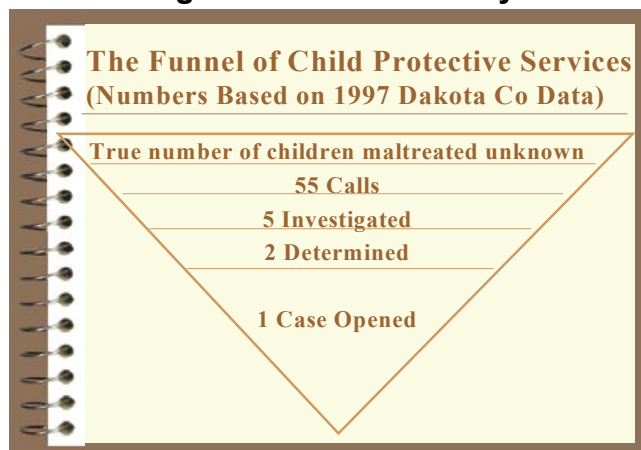 The Funnel of Child Protective Services
(Numbers Based on 1997 Dakota Co Data)
True number of children maltreated unknown
55 Calls
5 Investigated
2 Determined
1 Case Opened